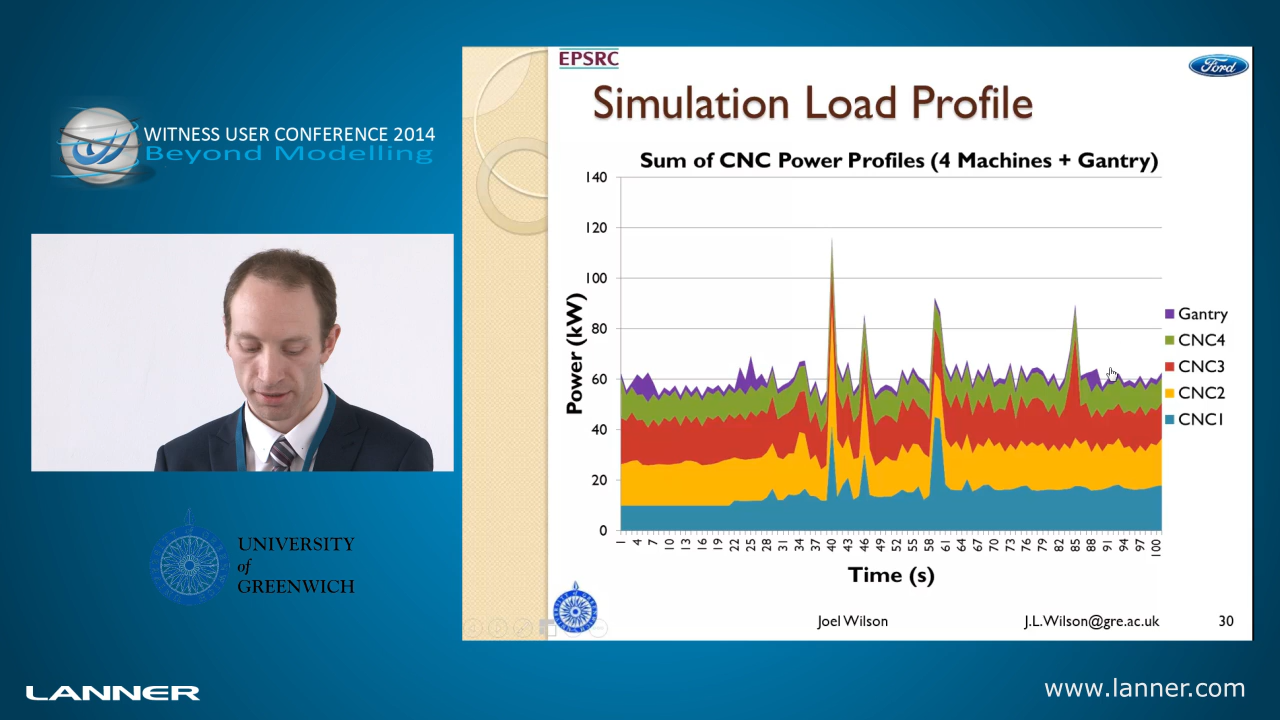 WITNESS USER CONFERENCE 2014
Beyond Modelling
UNIVERSITY
of
GREENWICH
LANNER
EPSRC
Ford
Simulation Load Profile
Sum of CNC Power Profiles (4 Machines + Gantry)
140
120
100
80
60
40
20
0
Power (kW)
1 4 7 10 13 16 19 22 25 28 31 34 37 40 43 46 49 52 55 58 61 64 67 70 73 76 79 82 85 88 91 94 97 100
Time (s)
Gantry
CNC4
CNC3
CNC2
CNC1
Joel Wilson
J.L.Wilson@gre.ac.uk
30
www.lanner.com